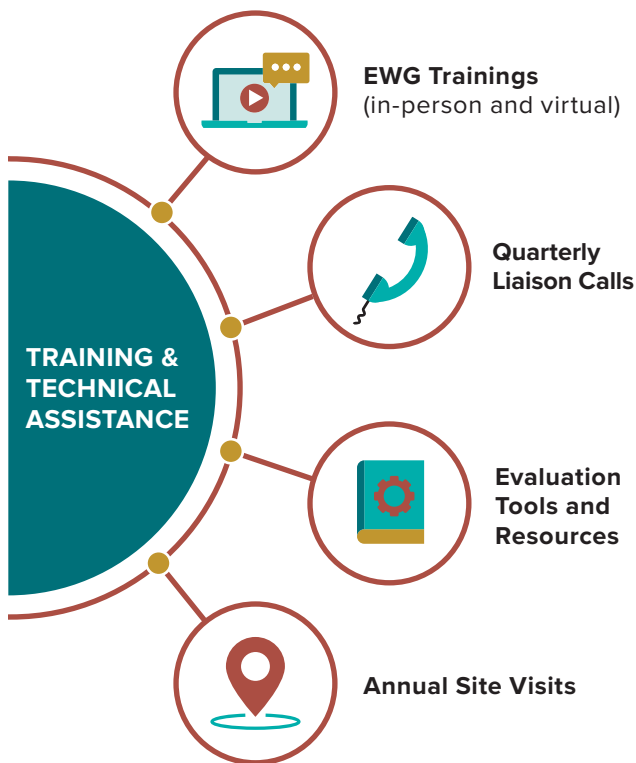 EWG Trainings
(in-person and virtual)
Quarterly
Liaison Calls
TRAINING &
TECHNICAL
ASSISTANCE
Evaluation
Tools and
Resources
Annual Site Visits